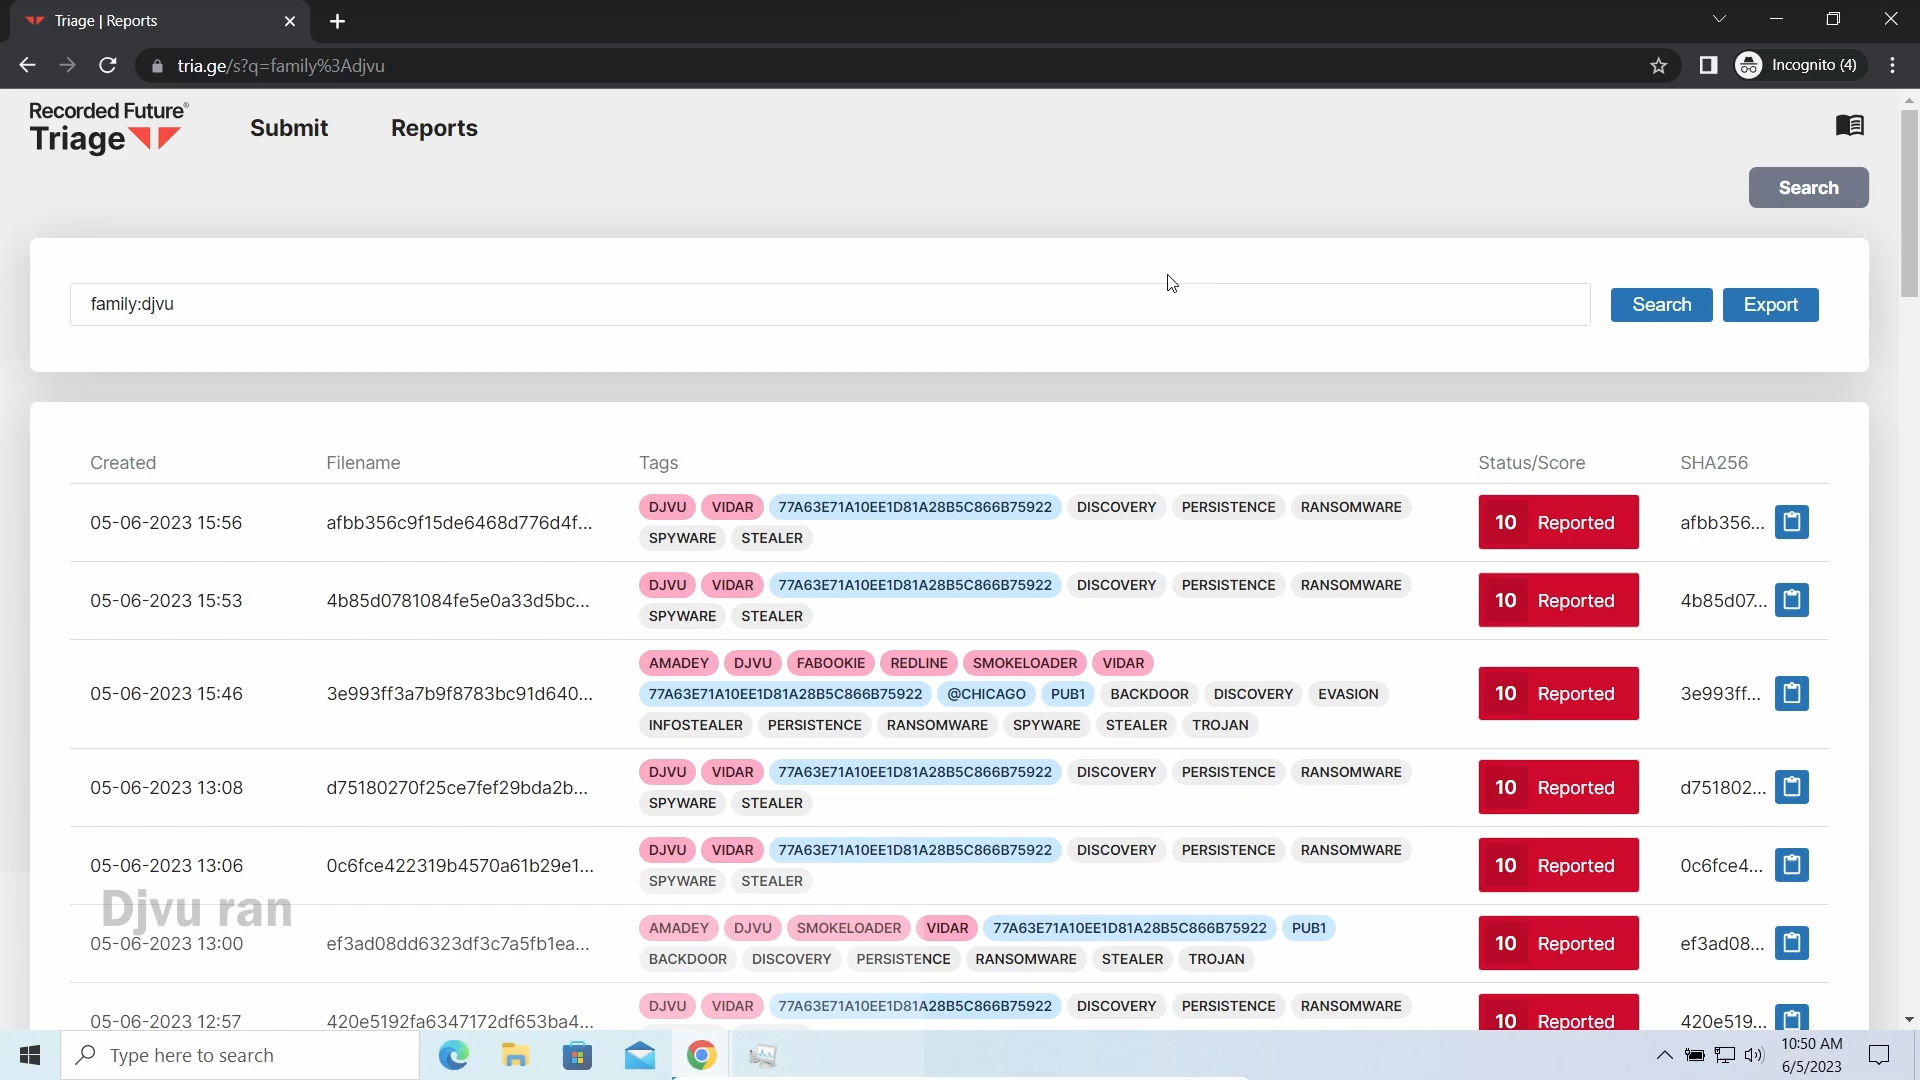 Triage | Reports
tria.ge/s?q=family%3Adjvu
Incognito (4)
Recorded Future®
Triage
Submit
Reports
Search
family:djvu
Search
Export
Created Filename Tags Status/Score SHA256
DJVU VIDAR 77A63E71A10EE1D81A28B5C866B75922 DISCOVERY PERSISTENCE RANSOMWARE
05-06-2023 15:56 afbb356c9f15de6468d776d4f... 10 Reported afbb356...
SPYWARE STEALER
DJVU VIDAR 77A63E71A10EE1D81A28B5C866B75922 DISCOVERY PERSISTENCE RANSOMWARE
05-06-2023 15:53 4b85d0781084fe5e0a33d5bc... 10 Reported 4b85d07...
SPYWARE STEALER
AMADEY DJVU FABOOKIE REDLINE SMOKELOADER VIDAR
05-06-2023 15:46 3e993ff3a7b9f8783bc91d640... 77A63E71A10EE1D81A28B5C866B75922 @CHICAGO PUB1 BACKDOOR DISCOVERY EVASION 10 Reported 3e993ff...
INFOSTEALER PERSISTENCE RANSOMWARE SPYWARE STEALER TROJAN
DJVU VIDAR 77A63E71A10EE1D81A28B5C866B75922 DISCOVERY PERSISTENCE RANSOMWARE
05-06-2023 13:08 d75180270f25ce7fef29bda2b... 10 Reported d751802...
SPYWARE STEALER
DJVU VIDAR 77A63E71A10EE1D81A28B5C866B75922 DISCOVERY PERSISTENCE RANSOMWARE
05-06-2023 13:06 0c6fce422319b4570a61b29e1... 10 Reported 0c6fce4...
SPYWARE STEALER
Djvu ran
AMADEY DJVU SMOKELOADER VIDAR 77A63E71A10EE1D81A28B5C866B75922 PUB1
05-06-2023 13:00 ef3ad08dd6323df3c7a5fb1ea... 10 Reported ef3ad08...
BACKDOOR DISCOVERY PERSISTENCE RANSOMWARE STEALER TROJAN
DJVU VIDAR 77A63E71A10EE1D81A28B5C866B75922 DISCOVERY PERSISTENCE RANSOMWARE
05-06-2023 12:57 420e5192fa6347172df653ba4... 10 Reported 420e519...
Type here to search
10:50 AM
6/5/2023